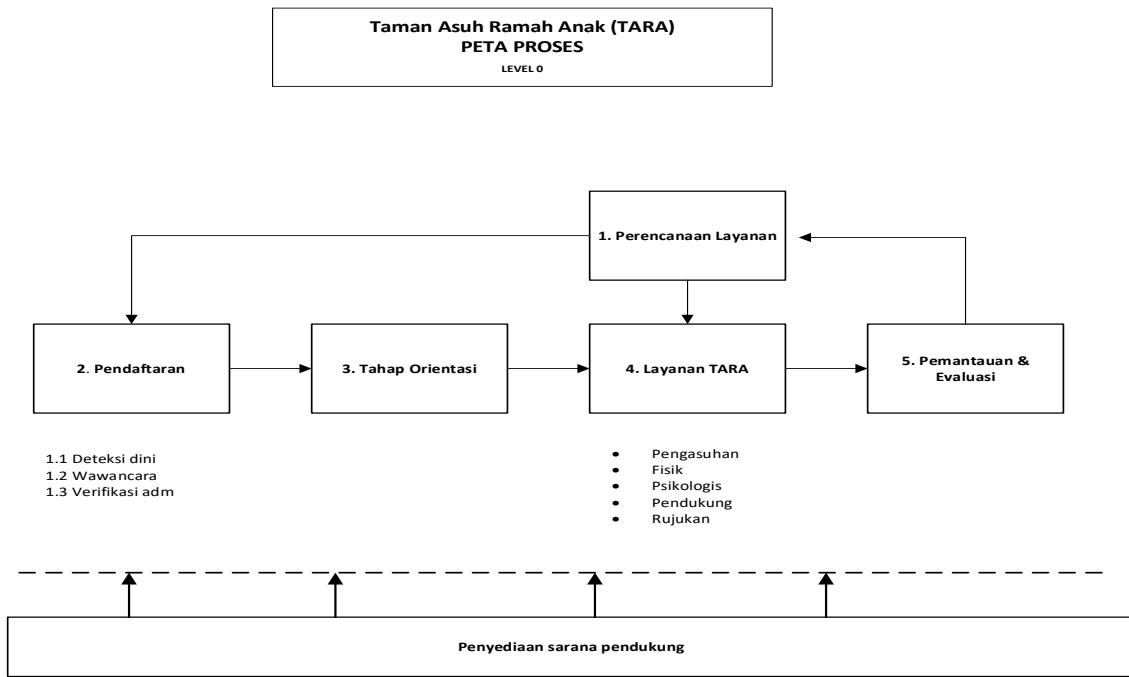 Taman Asuh Ramah Anak (TARA)
PETA PROSES
LEVEL 0
1. Perencanaan Layanan
2. Pendaftaran
3. Tahap Orientasi
4. Layanan TARA
5. Pemantauan &
Evaluasi
1.1 Deteksi dini
1.2 Wawancara
1.3 Verifikasi adm
• Pengasuhan
• Fisik
• Psikologis
• Pendukung
• Rujukan
Penyediaan sarana pendukung